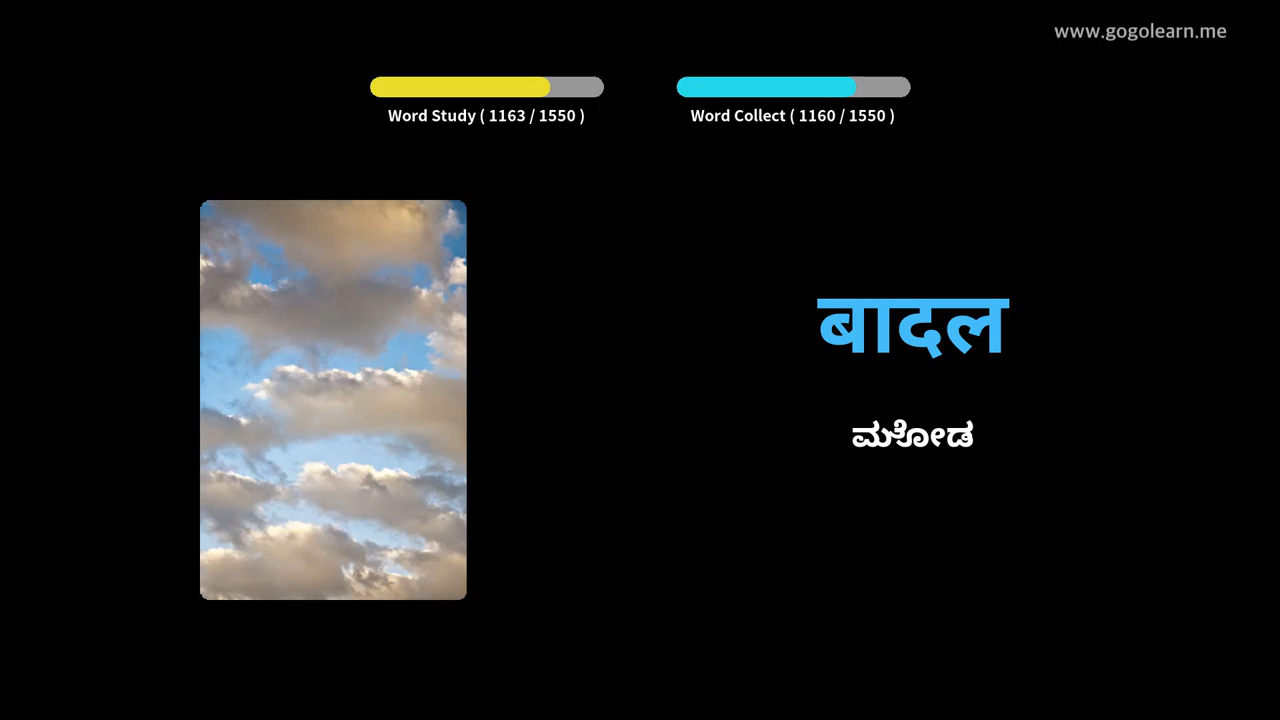 www.gogolearn.me
Word Study ( 1163 / 1550 )
Word Collect ( 1160 / 1550 )
बादल
ಮೋಡ